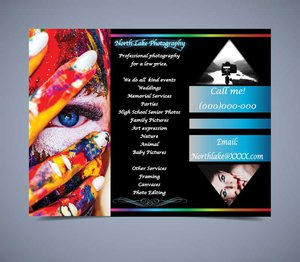 North Lake Photography
Professional photography
for a low price.
We do all kind events
Weddings
Memorial Services
Parties
High School Senior Photos
Family Pictures
Art expression
Nature
Animal
Baby Pictures
Other Services
Framing
Canvases
Photo Editing
Call me!
(000)000-000
Email:
Northlake@XXXX.com